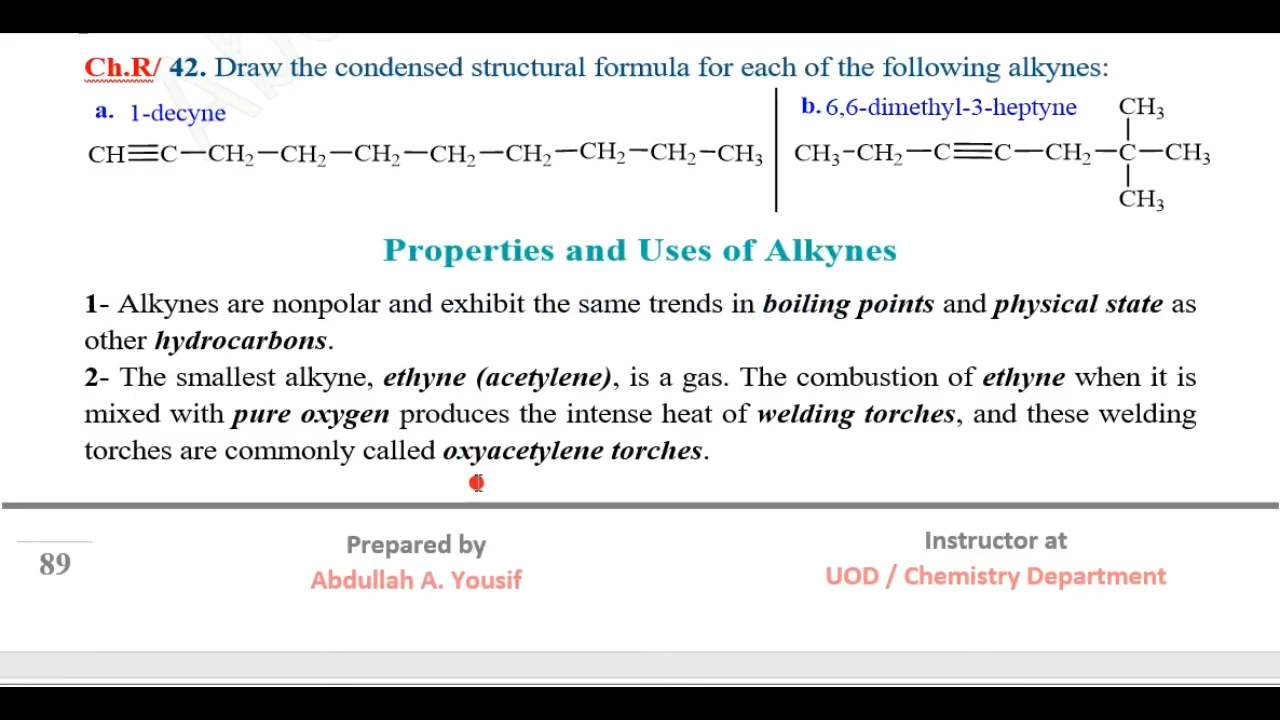 Ch.R/ 42. Draw the condensed structural formula for each of the following alkynes:
a. 1-decyne
CH≡C—CH₂—CH₂—CH₂—CH₂—CH₂—CH₂—CH₂—CH₃
b. 6,6-dimethyl-3-heptyne
CH₃
CH₃-CH₂—C≡C—CH₂—C—CH₃
CH₃
Properties and Uses of Alkynes
1- Alkynes are nonpolar and exhibit the same trends in boiling points and physical state as
other hydrocarbons.
2- The smallest alkyne, ethyne (acetylene), is a gas. The combustion of ethyne when it is
mixed with pure oxygen produces the intense heat of welding torches, and these welding
torches are commonly called oxyacetylene torches.
89
Prepared by
Abdullah A. Yousif
Instructor at
UOD / Chemistry Department